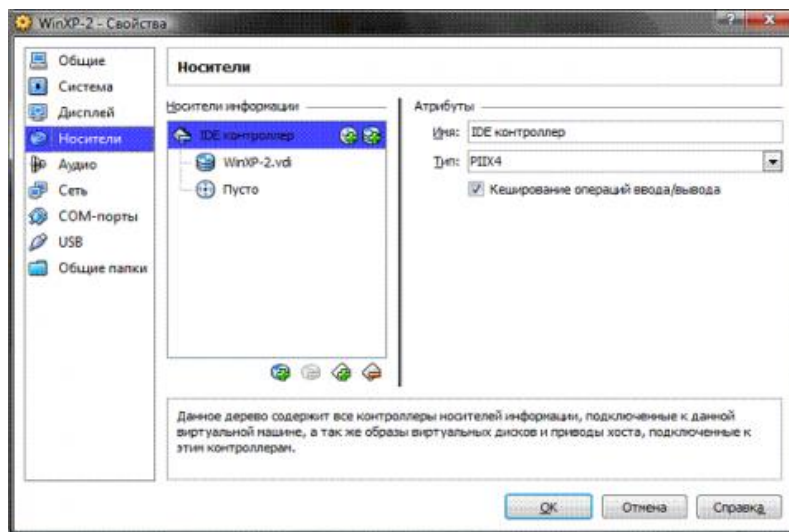 WinXP-2 - Свойства
Общие
Система
Дисплей
Носители
Аудио
Сеть
COM-порты
USB
Общие папки
Носители
Носители информации
IDE контроллер
WinXP-2.vdi
Пусто
Атрибуты
Имя: IDE контроллер
Тип: PIIX4
Кеширование операций ввода/вывода
Данное дерево содержит все контроллеры носителей информации, подключенные к данной
виртуальной машине, а так же образы виртуальных дисков и приводы хоста, подключенные к
этим контроллерам.
OK
Отмена
Справка